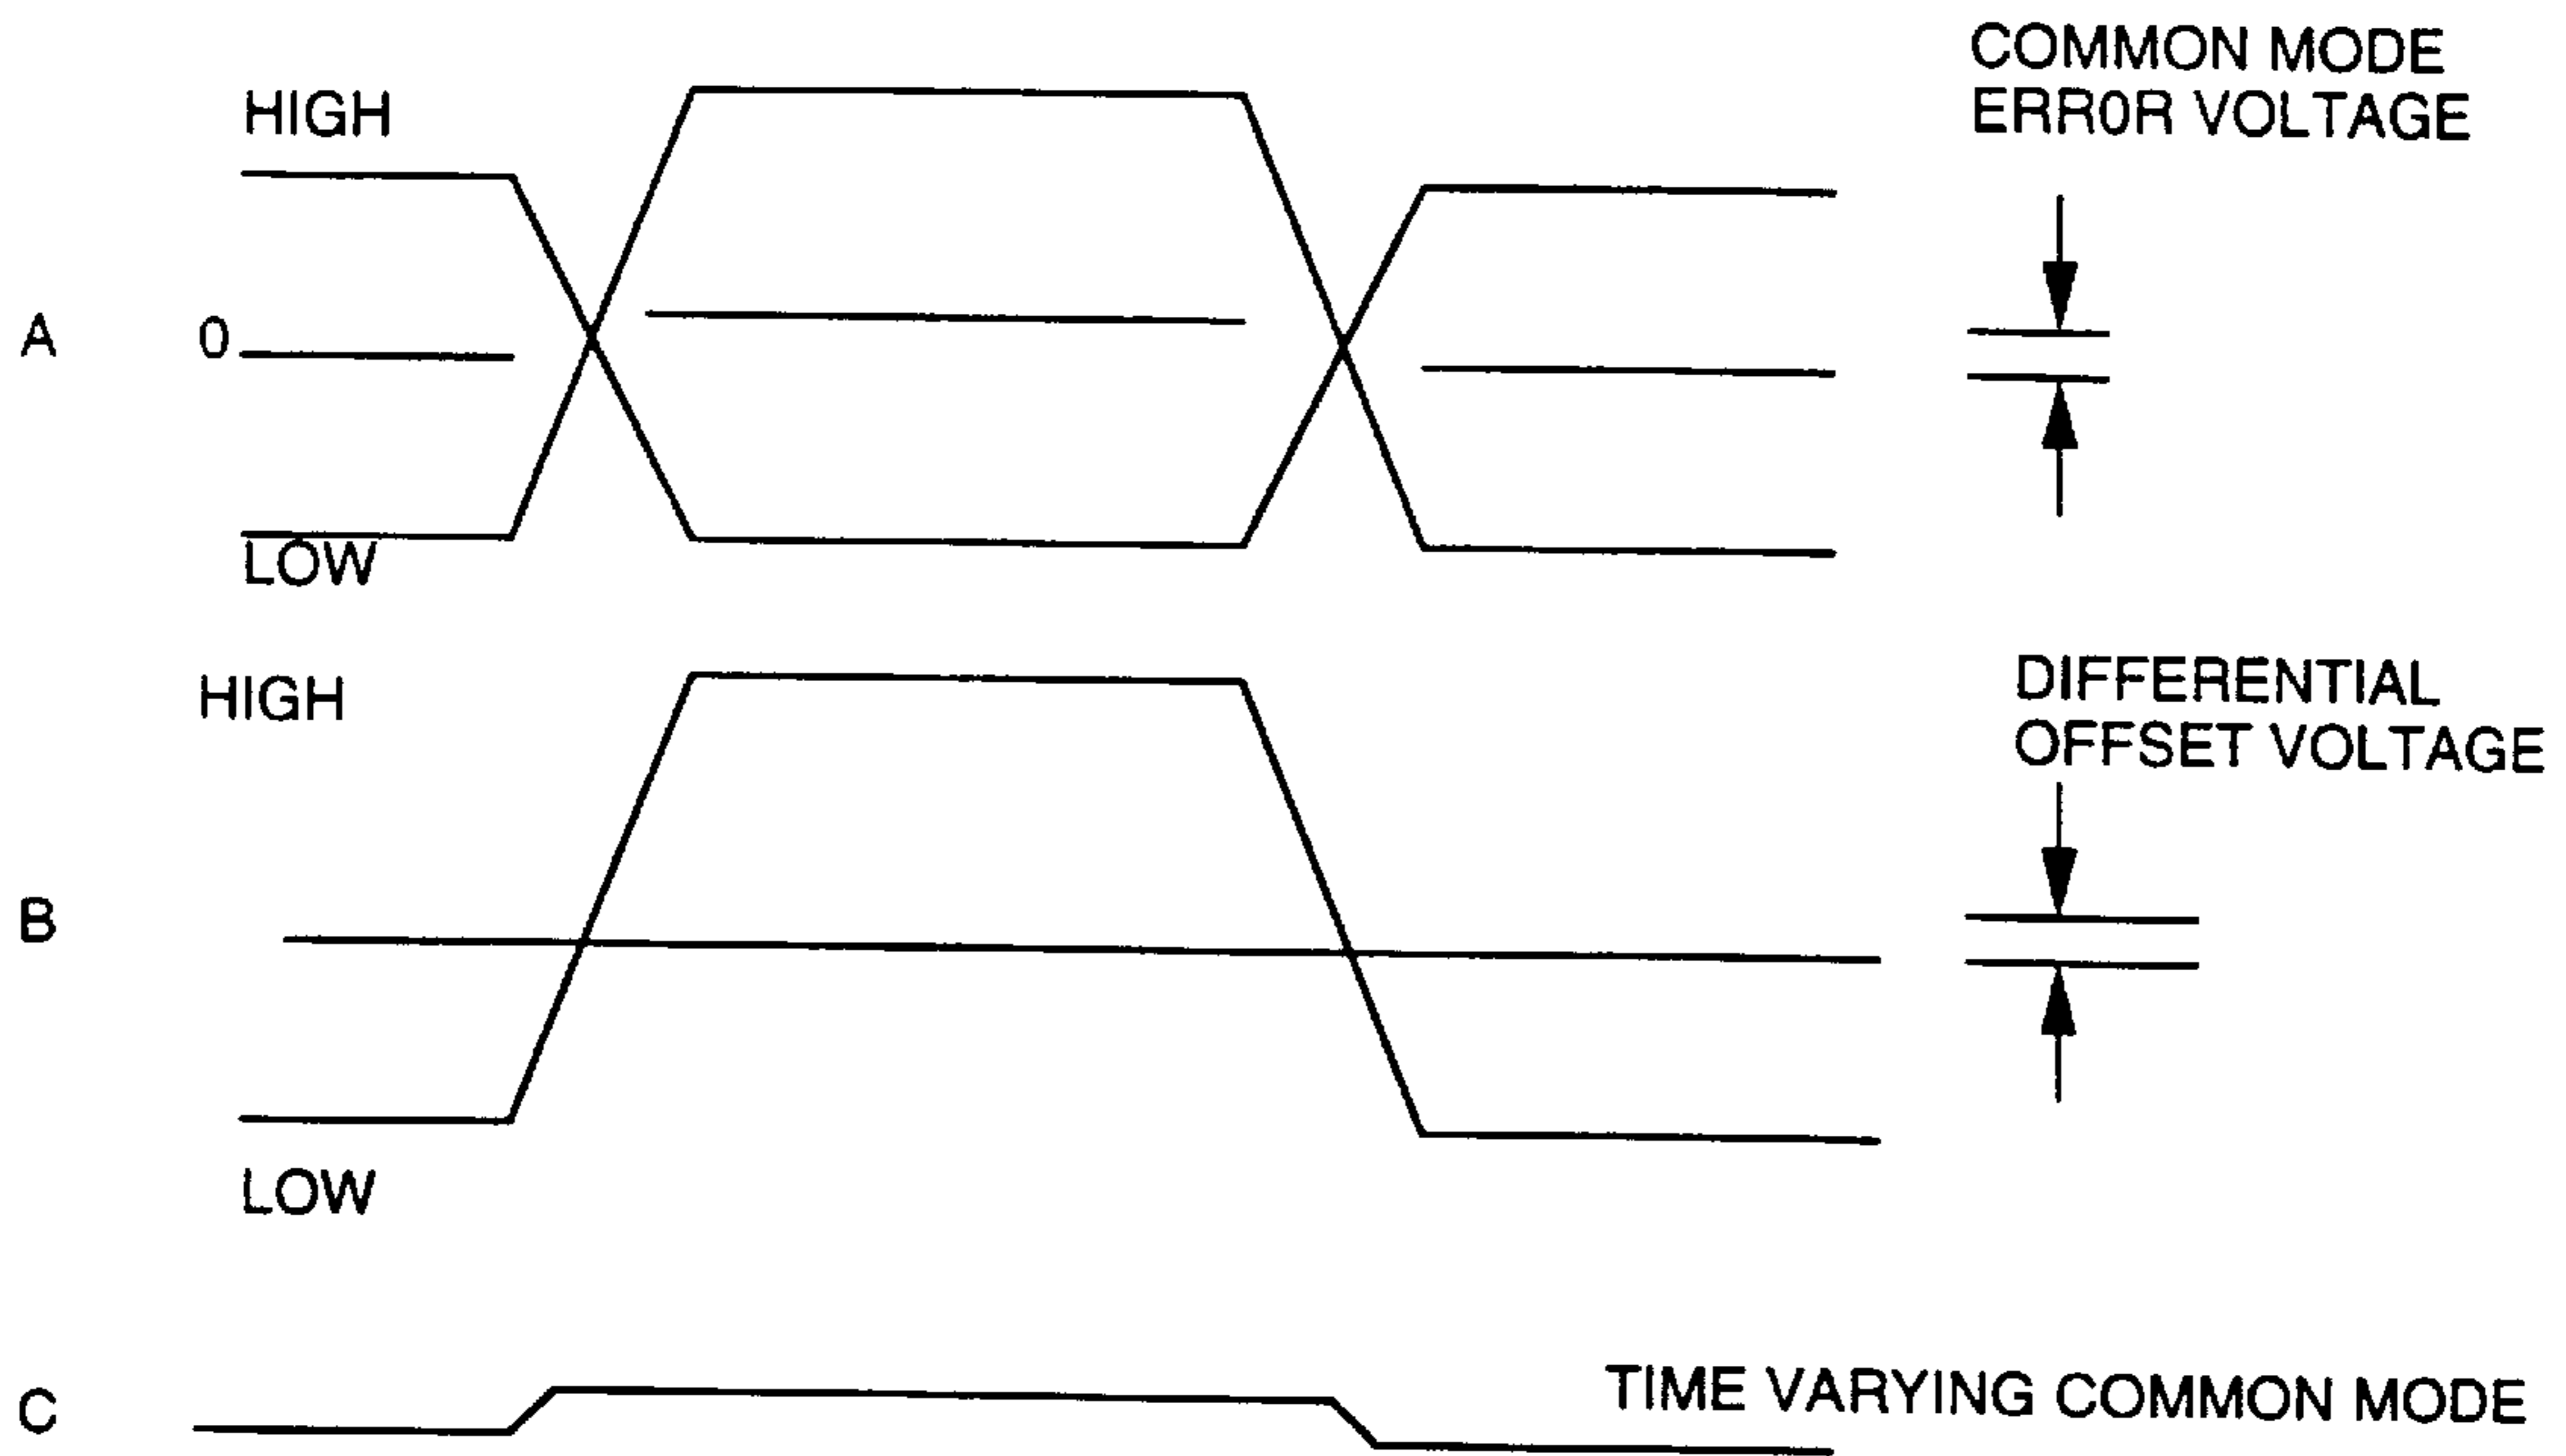 COMMON MODE
ERR0R VOLTAGE
HIGH
A
0
LOW
DIFFERENTIAL
OFFSET VOLTAGE
HIGH
B
LOW
TIME VARYING COMMON MODE
C